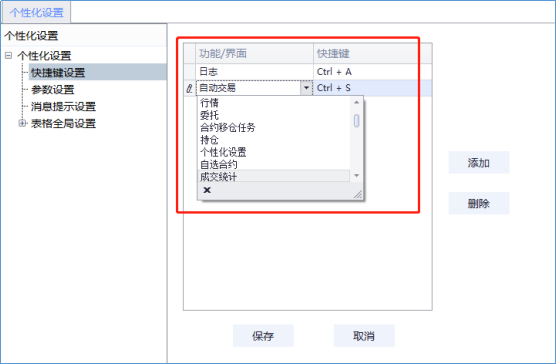 个性化设置
个性化设置
个性化设置
快捷键设置
参数设置
消息提示设置
表格全局设置
功能/界面 快捷键
日志 Ctrl + A
自动交易 Ctrl + S
行情
委托
合约移仓任务
持仓
个性化设置
自选合约
成交统计
添加
删除
保存 取消